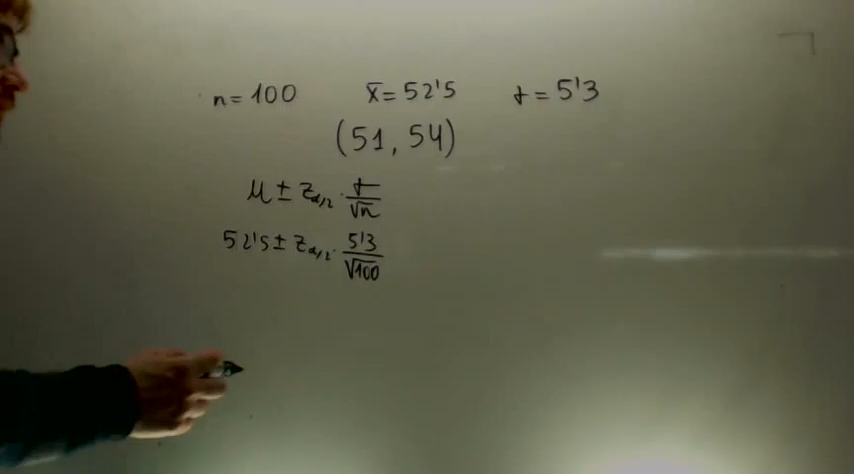 n = 100 x̄ = 52'5 σ = 5'3
(51, 54)
μ ± z_{α/2} · σ/√n
52'5 ± z_{α/2} · 5'3/√100